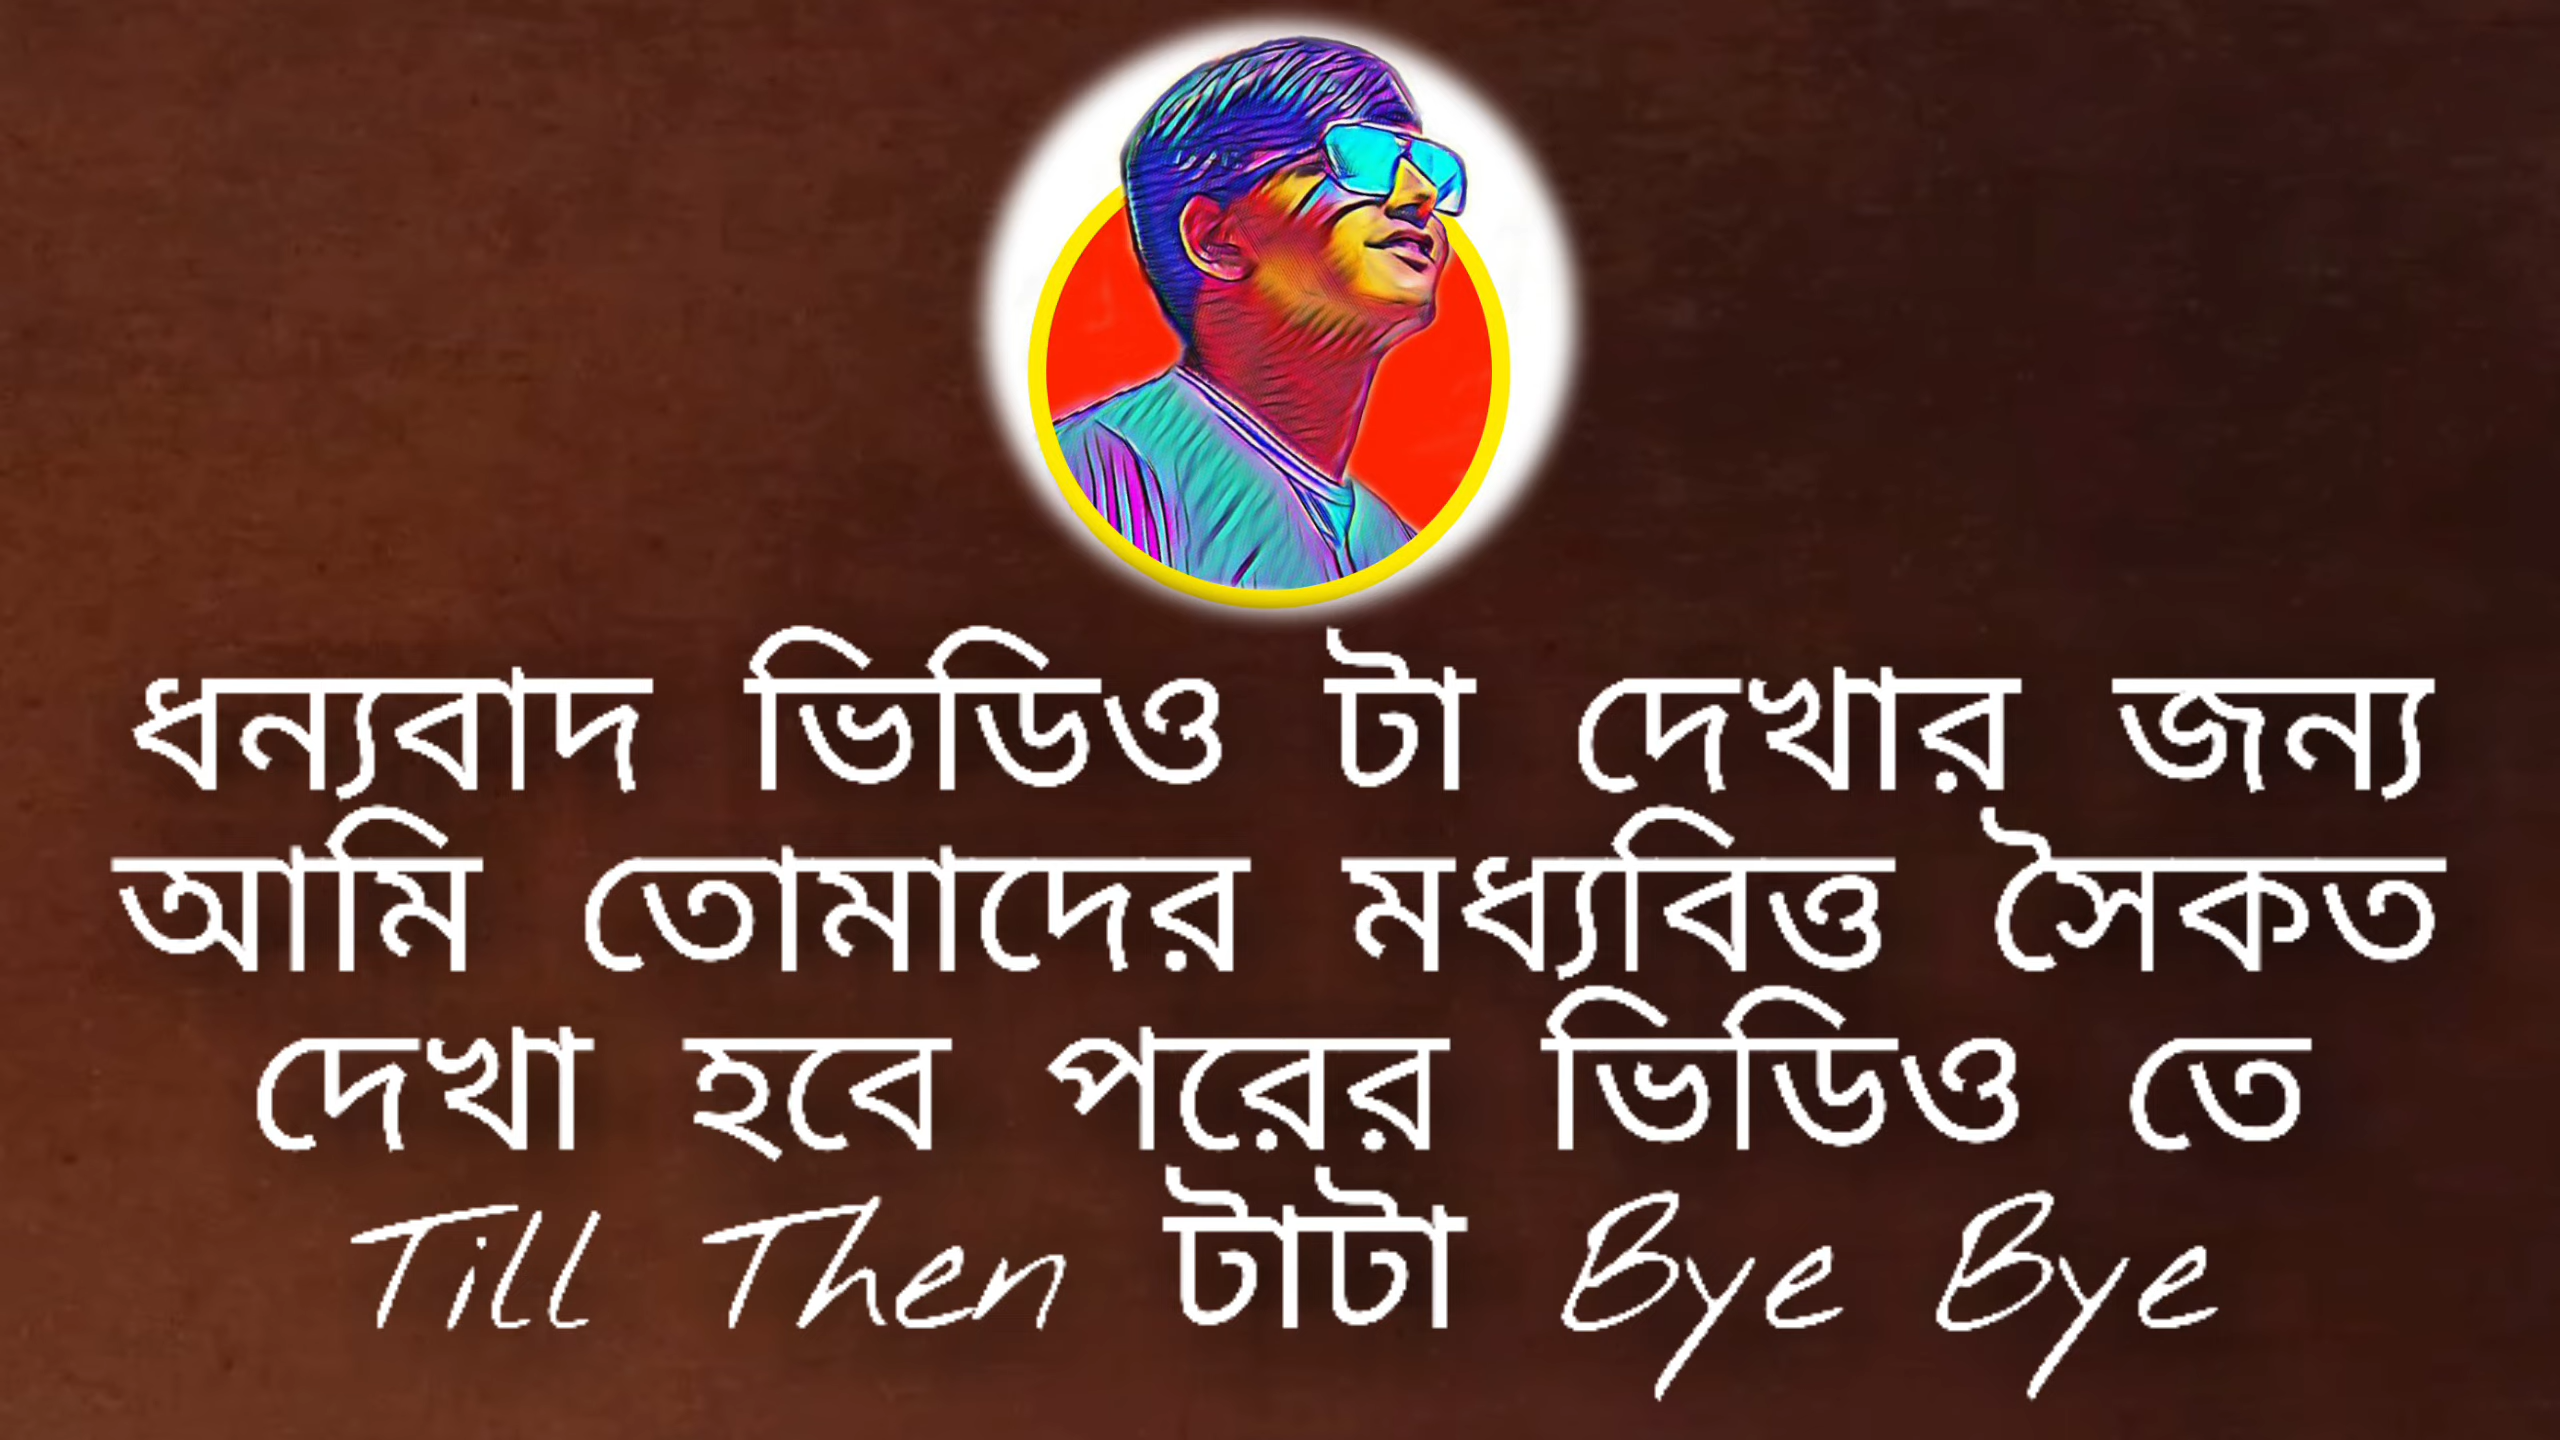 ধন্যবাদ ভিডিও টা দেখার জন্য
আমি তোমাদের মধ্যবিত্ত সৈকত
দেখা হবে পরের ভিডিও তে
Till Then টাটা Bye Bye